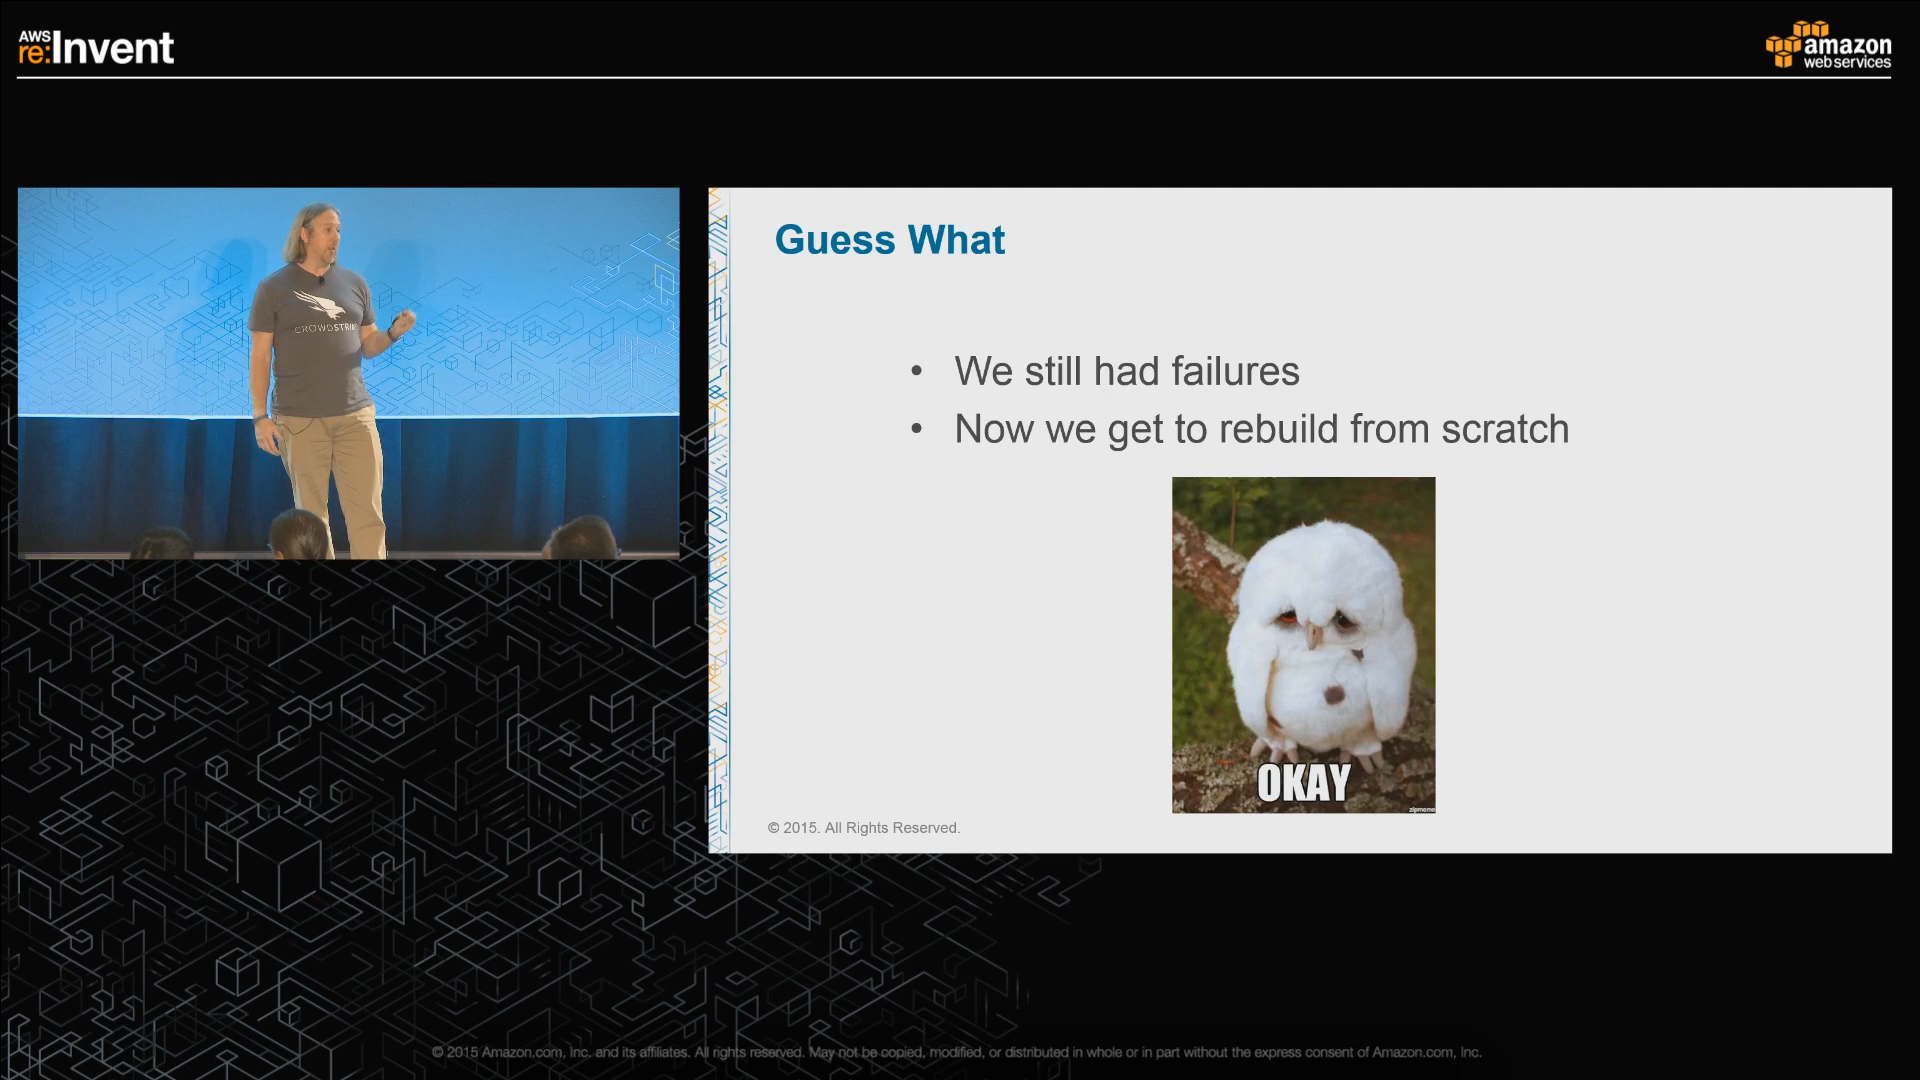 AWS
re:Invent
amazon
web services
CROWDSTRIKE
Guess What
• We still had failures
• Now we get to rebuild from scratch
OKAY
zipmeme
© 2015. All Rights Reserved.
© 2015 Amazon.com, Inc. and its affiliates. All rights reserved. May not be copied, modified, or distributed in whole or in part without the express consent of Amazon.com, Inc.